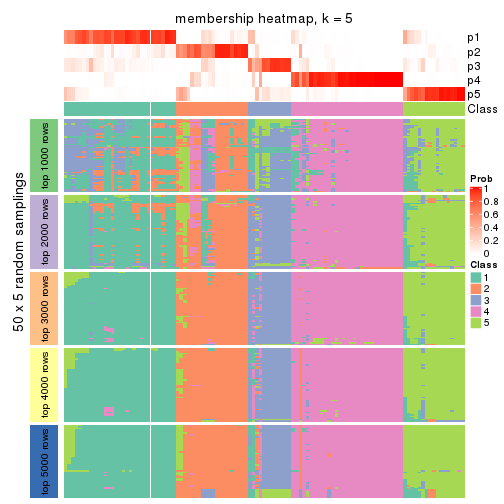 membership heatmap, k = 5
p1
p2
p3
p4
p5
Class
50 x 5 random samplings
top 1000 rows
top 2000 rows
top 3000 rows
top 4000 rows
top 5000 rows
Prob
1
0.8
0.6
0.4
0.2
0
Class
1
2
3
4
5